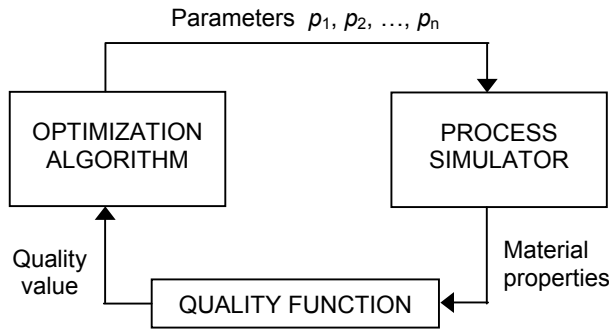 Parameters p1, p2, …, pn
OPTIMIZATION
ALGORITHM
PROCESS
SIMULATOR
Quality
value
Material
properties
QUALITY FUNCTION